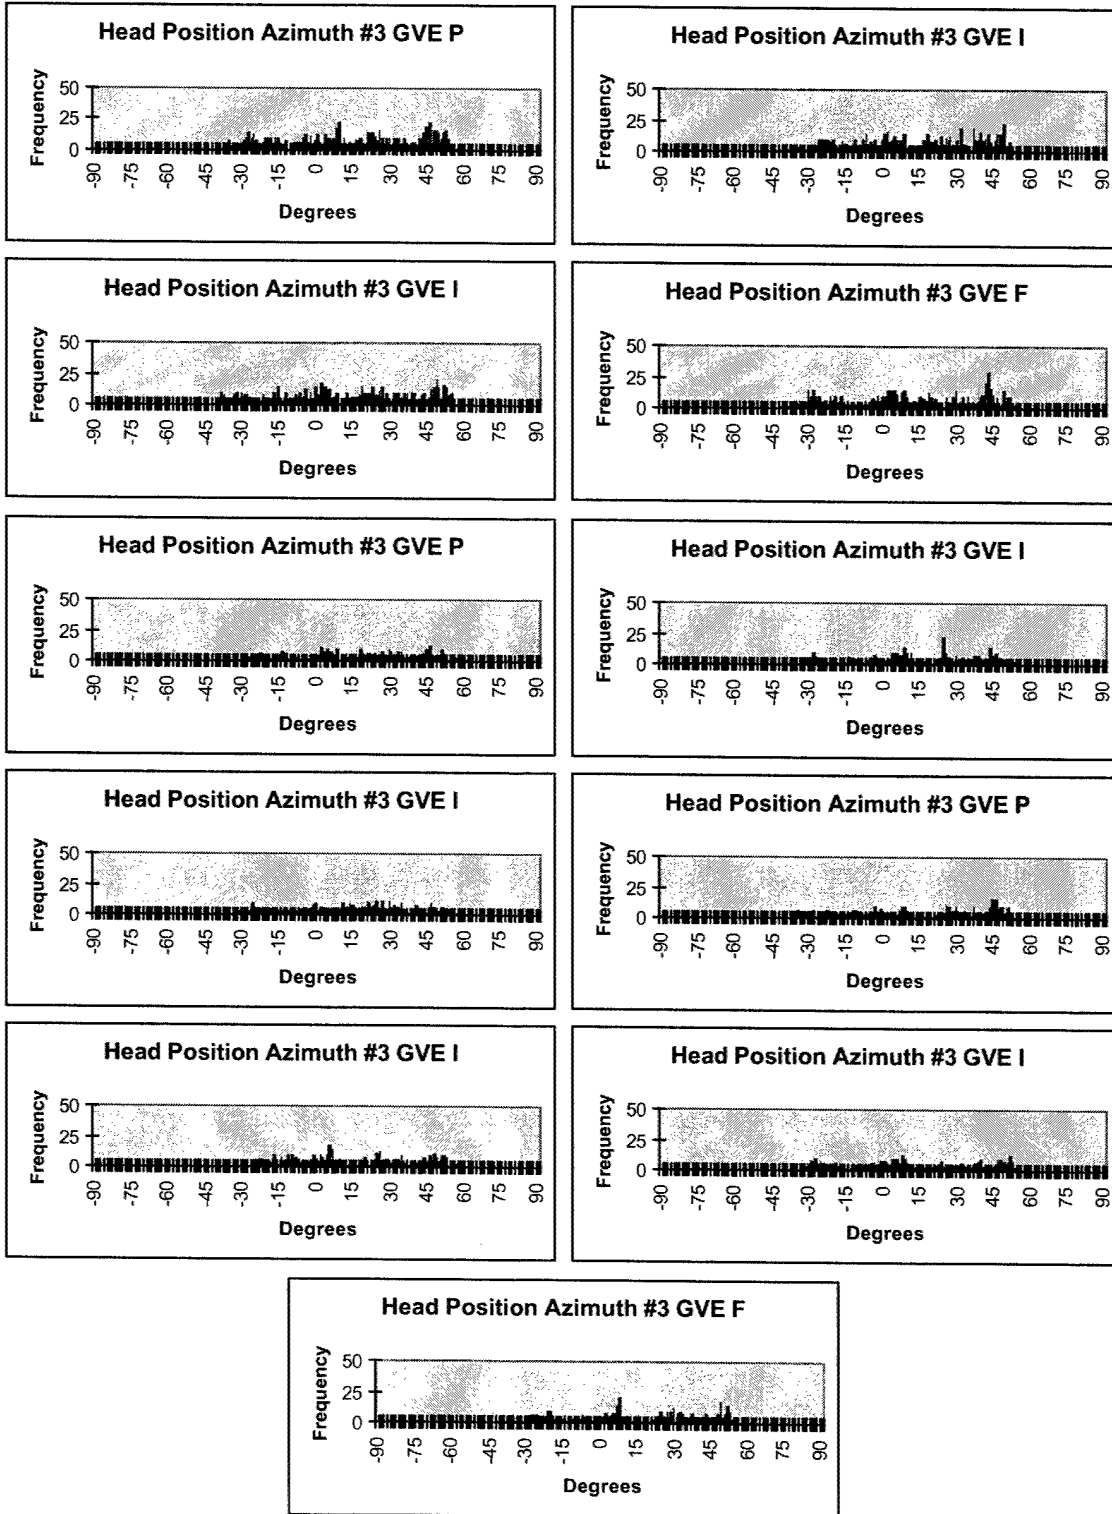 Head Position Azimuth #3 GVE P
Frequency
50
25
0
-90 -75 -60 -45 -30 -15 0 15 30 45 60 75 90
Degrees
Head Position Azimuth #3 GVE I
Frequency
50
25
0
-90 -75 -60 -45 -30 -15 0 15 30 45 60 75 90
Degrees
Head Position Azimuth #3 GVE I
Frequency
50
25
0
-90 -75 -60 -45 -30 -15 0 15 30 45 60 75 90
Degrees
Head Position Azimuth #3 GVE F
Frequency
50
25
0
-90 -75 -60 -45 -30 -15 0 15 30 45 60 75 90
Degrees
Head Position Azimuth #3 GVE P
Frequency
50
25
0
-90 -75 -60 -45 -30 -15 0 15 30 45 60 75 90
Degrees
Head Position Azimuth #3 GVE I
Frequency
50
25
0
-90 -75 -60 -45 -30 -15 0 15 30 45 60 75 90
Degrees
Head Position Azimuth #3 GVE I
Frequency
50
25
0
-90 -75 -60 -45 -30 -15 0 15 30 45 60 75 90
Degrees
Head Position Azimuth #3 GVE P
Frequency
50
25
0
-90 -75 -60 -45 -30 -15 0 15 30 45 60 75 90
Degrees
Head Position Azimuth #3 GVE I
Frequency
50
25
0
-90 -75 -60 -45 -30 -15 0 15 30 45 60 75 90
Degrees
Head Position Azimuth #3 GVE I
Frequency
50
25
0
-90 -75 -60 -45 -30 -15 0 15 30 45 60 75 90
Degrees
Head Position Azimuth #3 GVE F
Frequency
50
25
0
-90 -75 -60 -45 -30 -15 0 15 30 45 60 75 90
Degrees